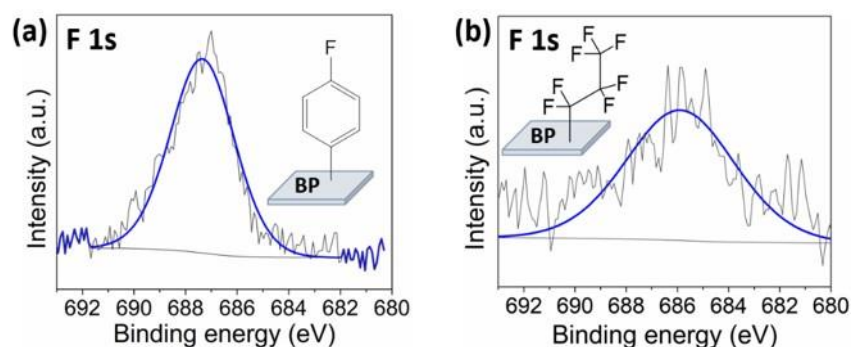 (a) F 1s
F
BP
Intensity (a.u.)
692 690 688 686 684 682 680
Binding energy (eV)
(b) F 1s
F F
F
F F
F F
BP
Intensity (a.u.)
692 690 688 686 684 682 680
Binding energy (eV)